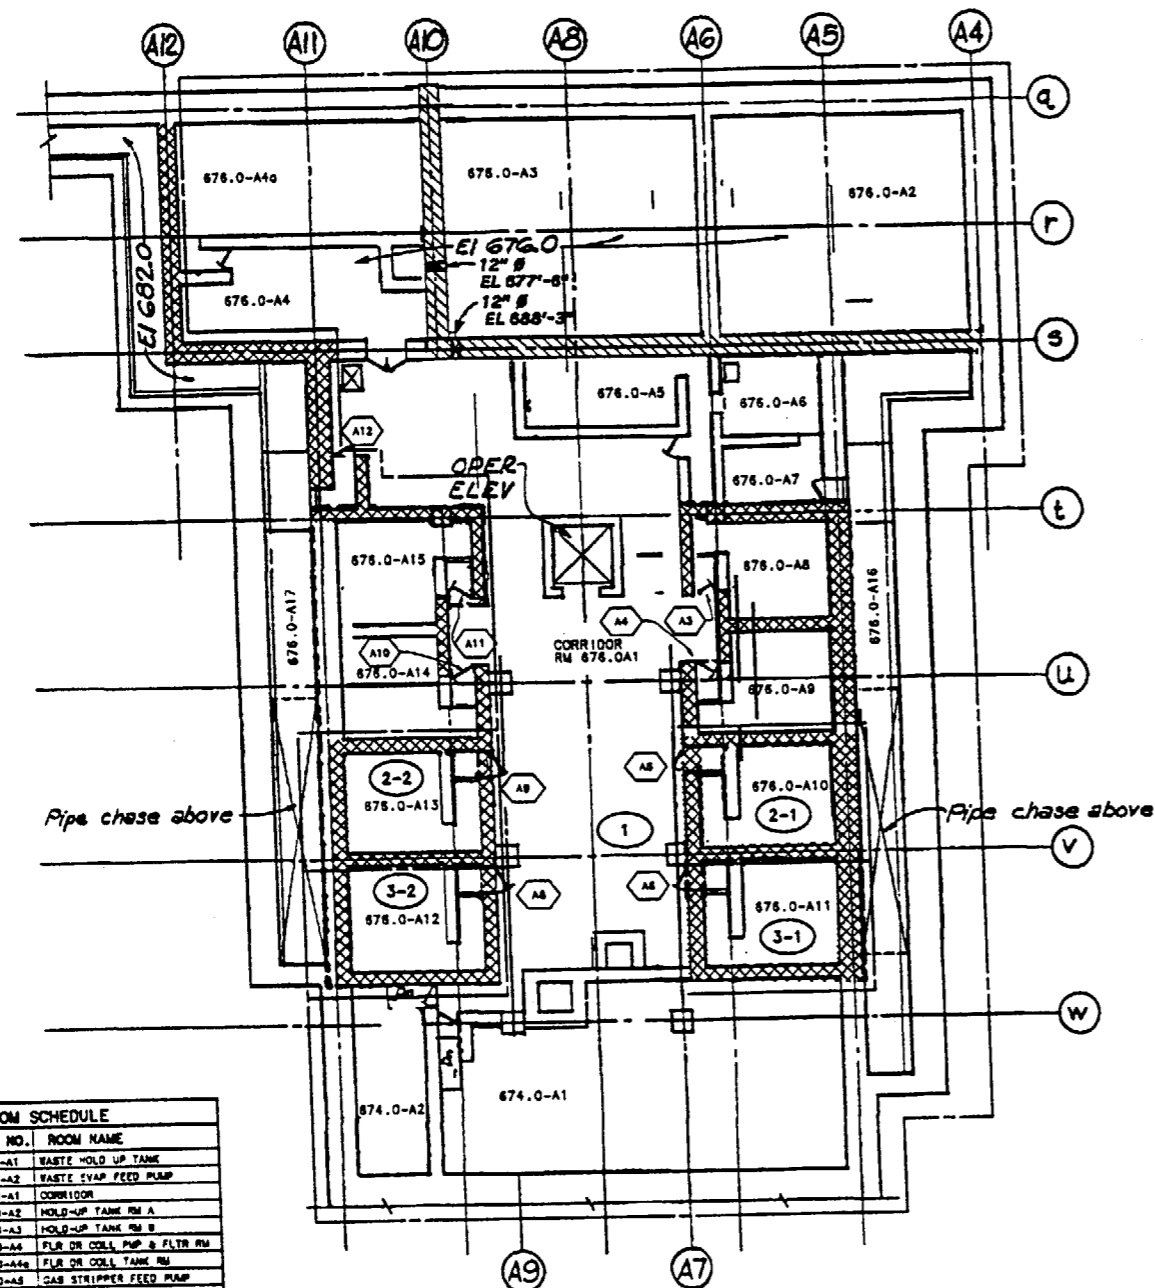 A12
A11
A10
A8
A6
A5
A4
q
676.0-A4a
676.0-A3
676.0-A2
r
El 682.0
El 676.0
12" Ø
EL 677'-6"
12" Ø
EL 688'-3"
676.0-A4
s
676.0-A5
676.0-A6
A12
OPER
ELEV
676.0-A7
t
676.0-A15
676.0-A8
676.0-A17
676.0-A16
A4
A3
A11
A10
CORRIDOR
RM 676.0A1
676.0-A14
676.0-A9
u
2-2
676.0-A13
A9
A5
676.0-A10
2-1
Pipe chase above
Pipe chase above
1
v
3-2
676.0-A12
A8
A6
676.0-A11
3-1
Dn
w
Dn
674.0-A2
674.0-A1
A9
A7
OM SCHEDULE
NO. ROOM NAME
-A1 WASTE HOLD UP TANK
-A2 WASTE EVAP FEED PUMP
-A1 CORRIDOR
-A2 HOLD-UP TANK RM A
-A3 HOLD-UP TANK RM B
-A4 FLR DR COLL PMP & FLTR RM
-A4a FLR DR COLL TANK RM
-A5 GAS STRIPPER FEED PUMP